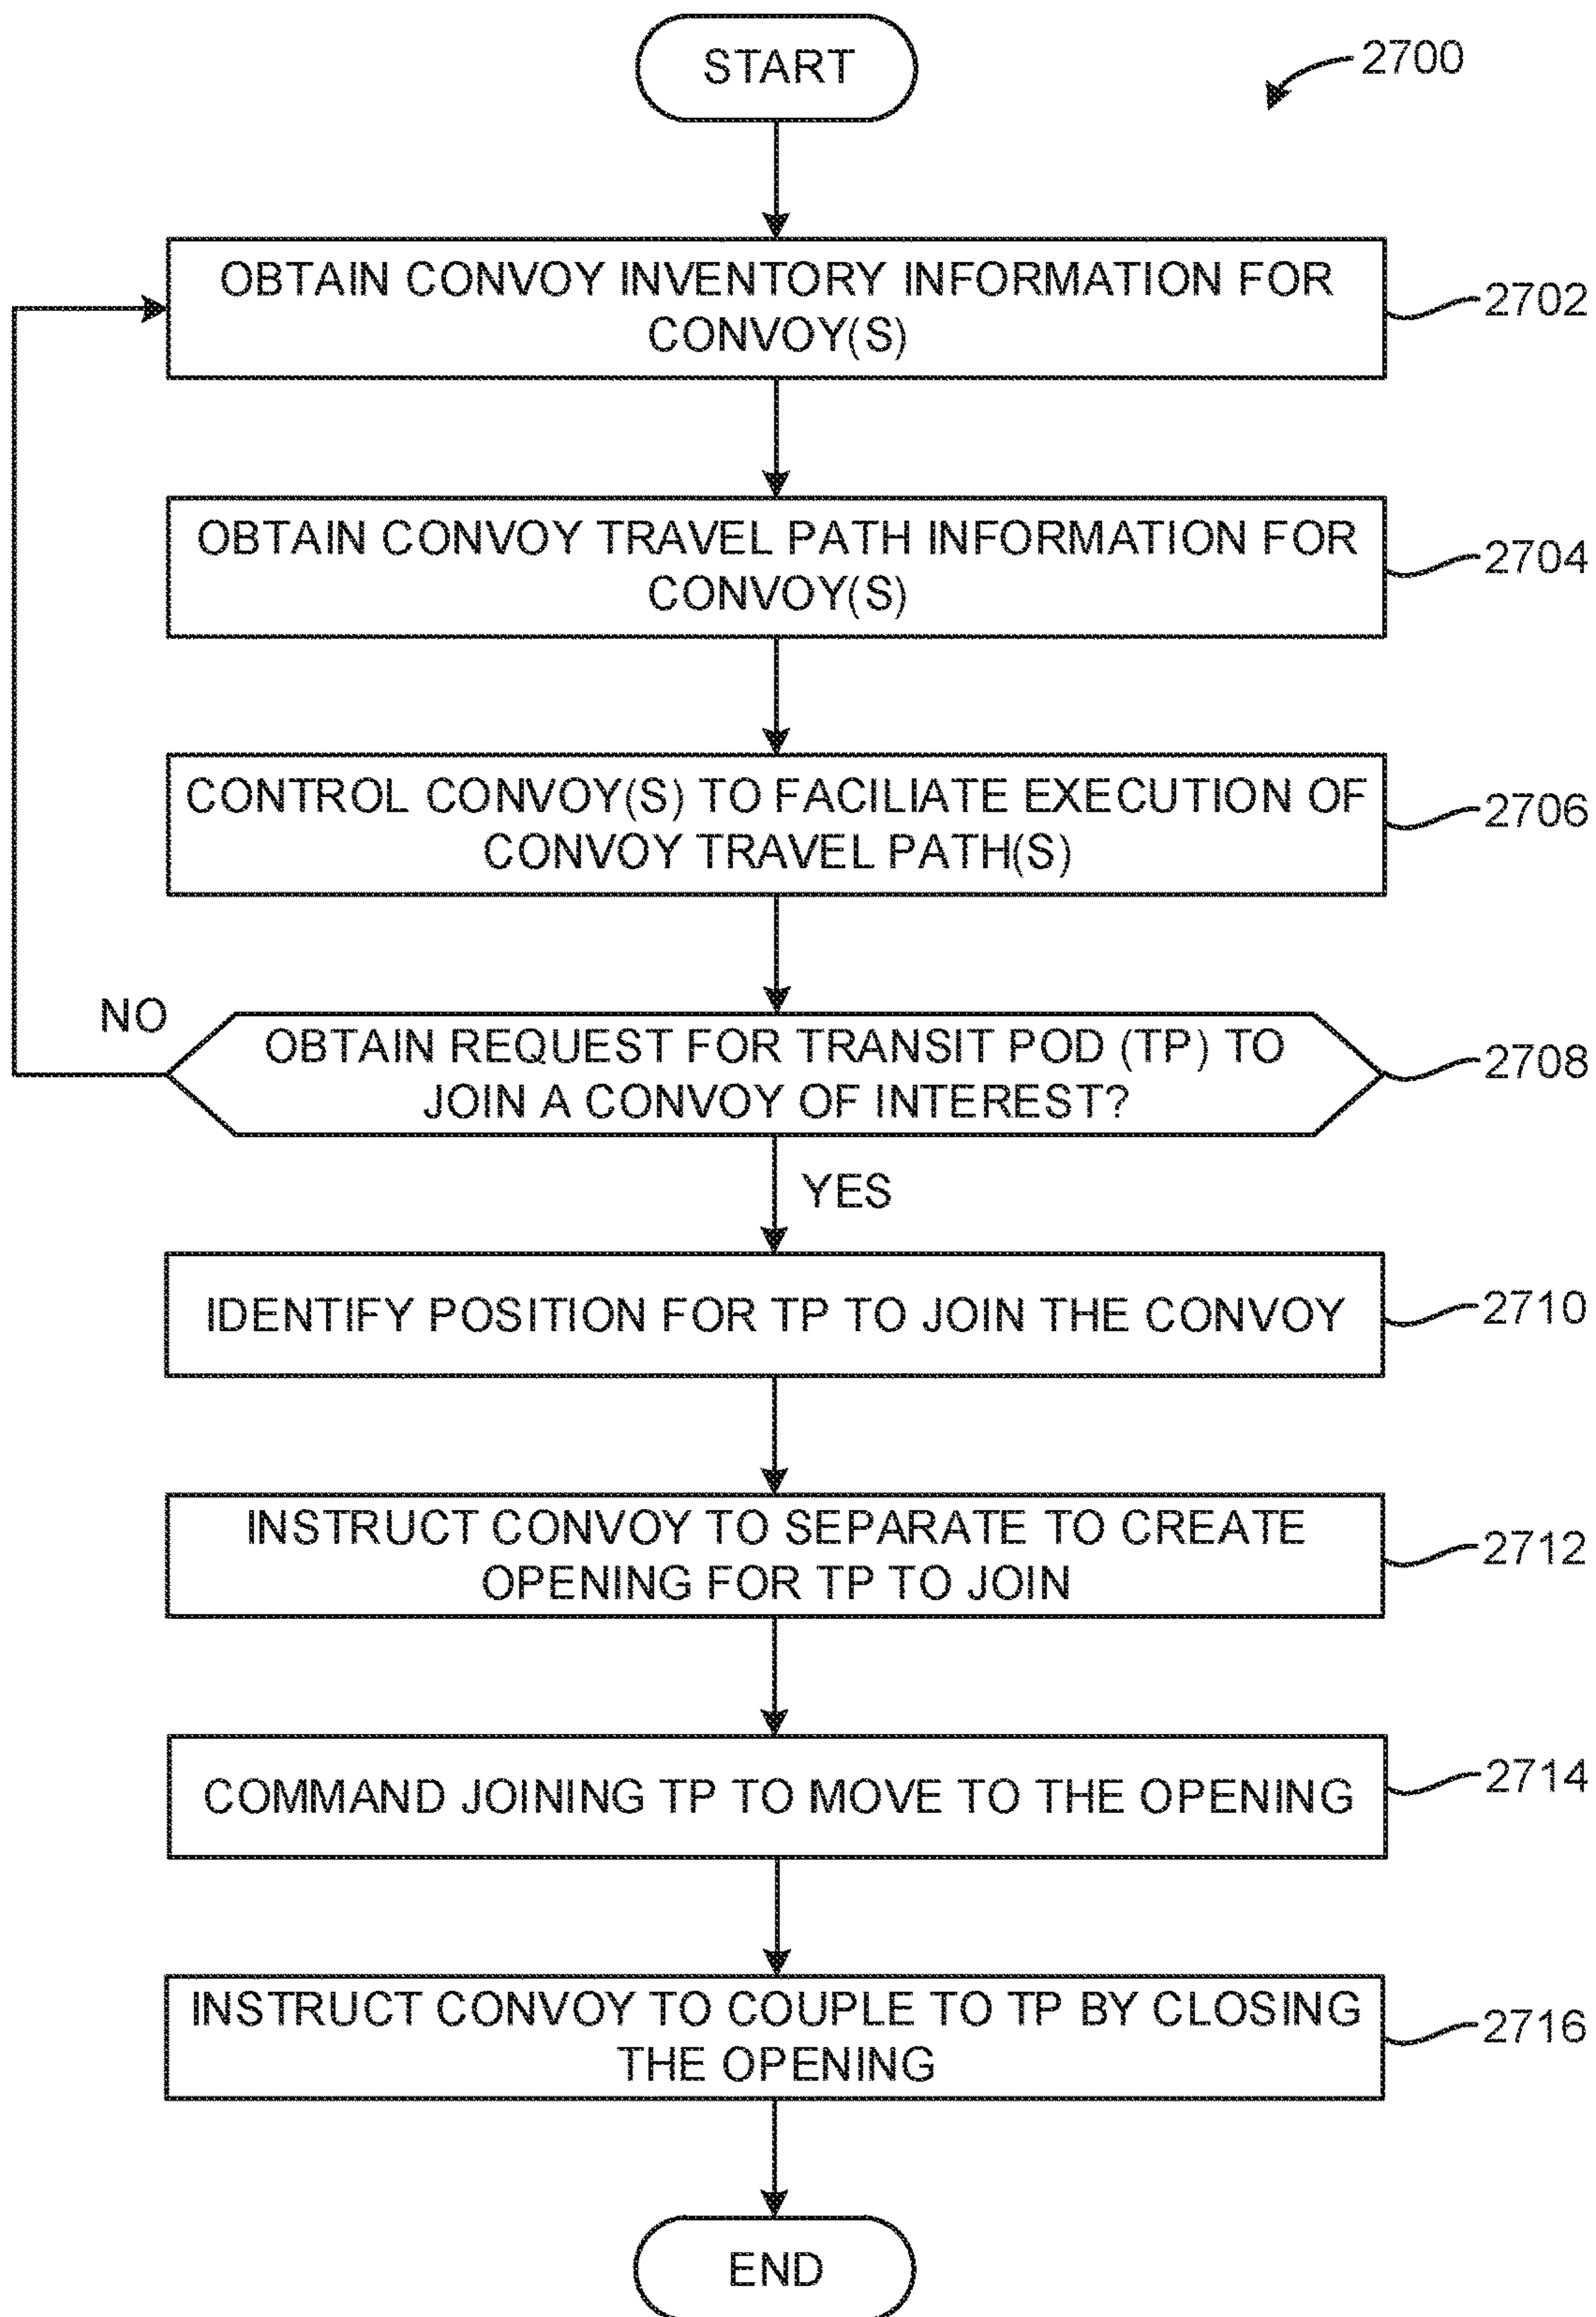 START
2700
OBTAIN CONVOY INVENTORY INFORMATION FOR
CONVOY(S)
2702
OBTAIN CONVOY TRAVEL PATH INFORMATION FOR
CONVOY(S)
2704
CONTROL CONVOY(S) TO FACILIATE EXECUTION OF
CONVOY TRAVEL PATH(S)
2706
NO
OBTAIN REQUEST FOR TRANSIT POD (TP) TO
JOIN A CONVOY OF INTEREST?
2708
YES
IDENTIFY POSITION FOR TP TO JOIN THE CONVOY
2710
INSTRUCT CONVOY TO SEPARATE TO CREATE
OPENING FOR TP TO JOIN
2712
COMMAND JOINING TP TO MOVE TO THE OPENING
2714
INSTRUCT CONVOY TO COUPLE TO TP BY CLOSING
THE OPENING
2716
END